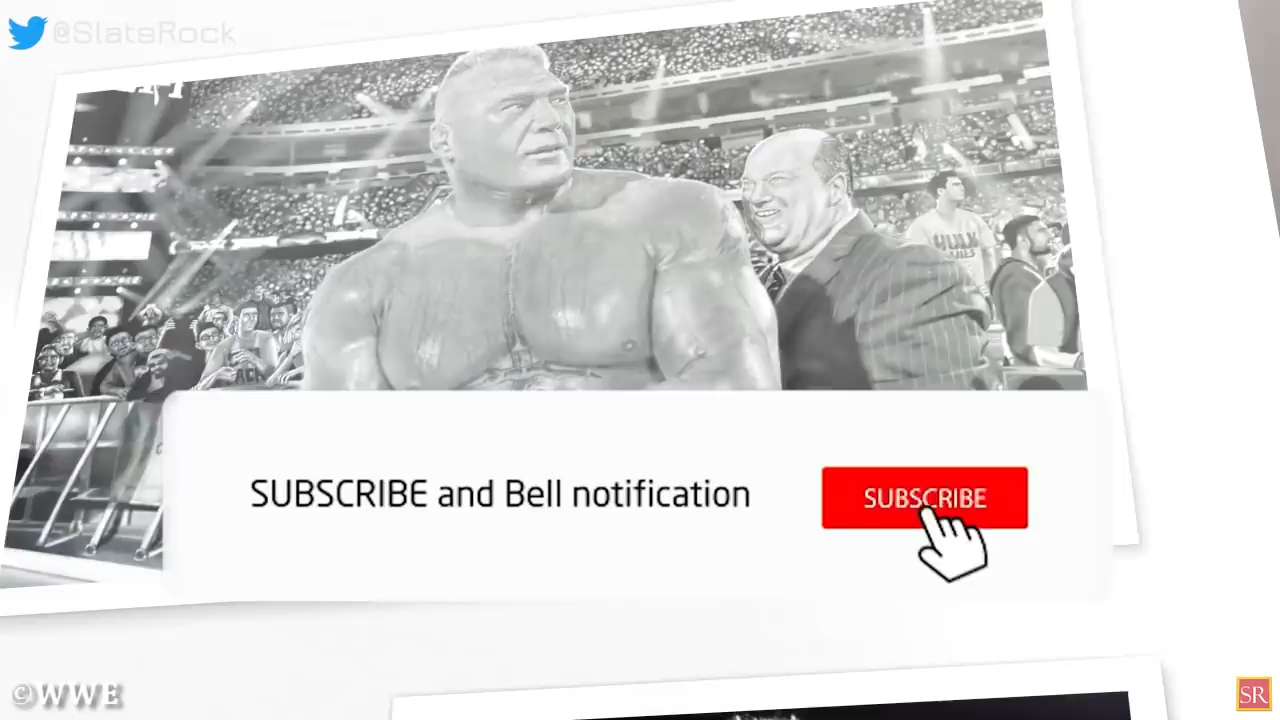 @SlatsRock
SUBSCRIBE and Bell notification
SUBSCRIBE
©WWE
SR